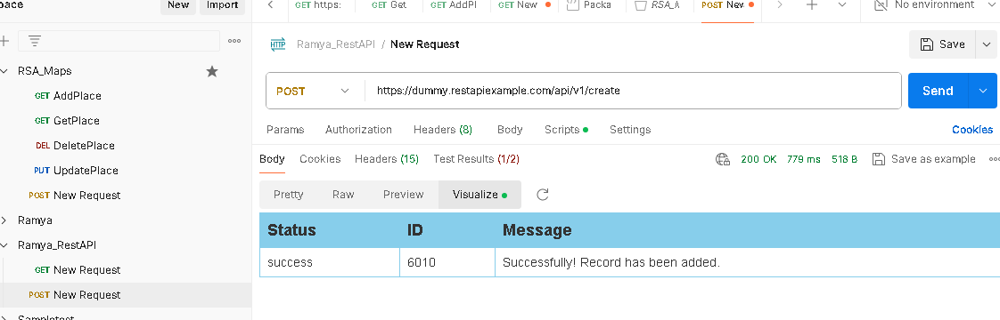 pace New Import
GET https: GET Get GET AddPl GET New Packa RSA_M POST New No environment
HTTP Ramya_RestAPI / New Request Save
RSA_Maps
POST https://dummy.restapiexample.com/api/v1/create Send
GET AddPlace
GET GetPlace
DEL DeletePlace
PUT UpdatePlace
POST New Request
Ramya
Ramya_RestAPI
GET New Request
POST New Request
Sampletest
Params Authorization Headers (8) Body Scripts Settings Cookies
Body Cookies Headers (15) Test Results (1/2) 200 OK 779 ms 518 B Save as example
Pretty Raw Preview Visualize
Status ID Message
success 6010 Successfully! Record has been added.